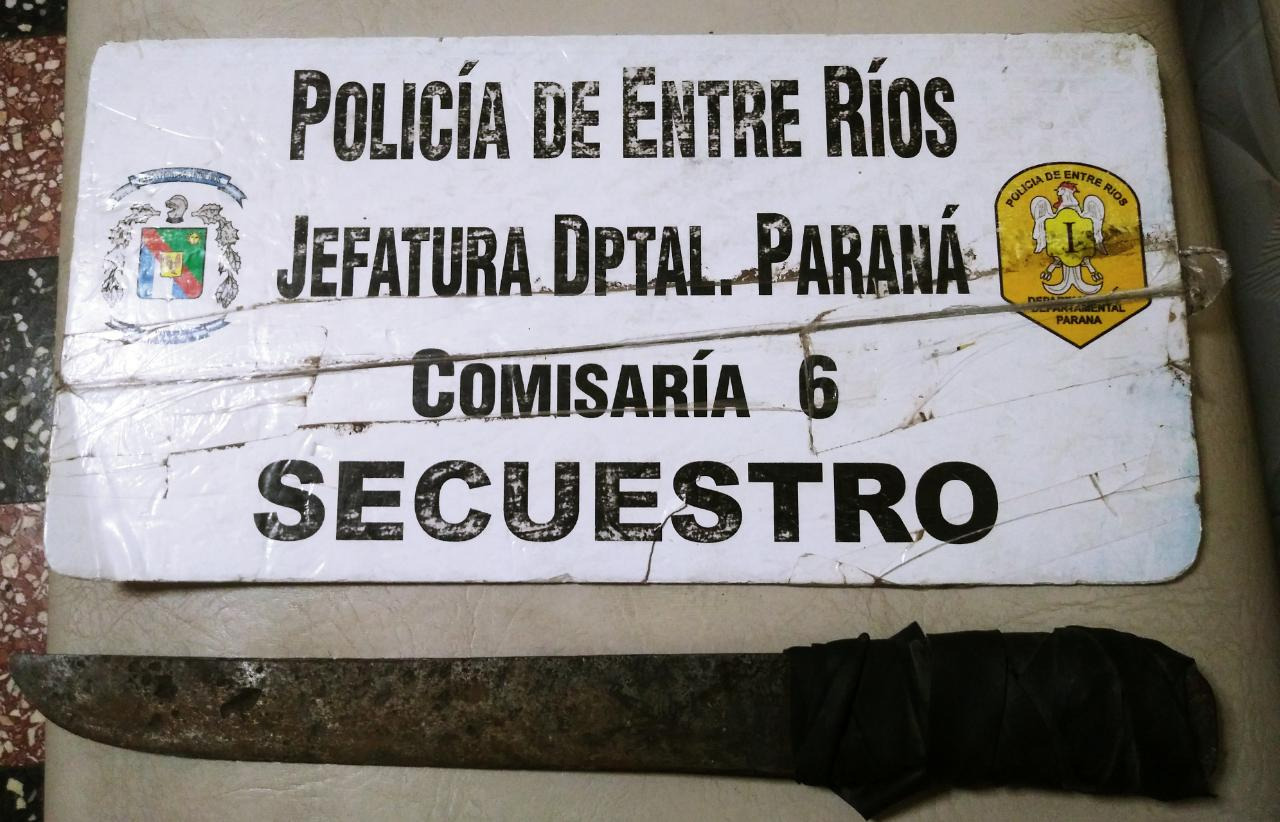 POLICÍA DE ENTRE RÍOS
JEFATURA DPTAL. PARANÁ
POLICIA DE ENTRE RIOS
DEPARTAMENTAL
PARANA
COMISARÍA 6
SECUESTRO